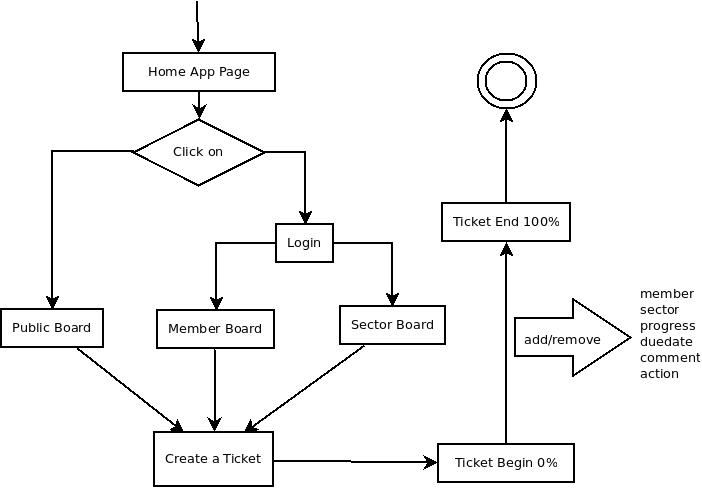 Home App Page
Click on
Login
Public Board
Member Board
Sector Board
Create a Ticket
Ticket Begin 0%
Ticket End 100%
add/remove
member
sector
progress
duedate
comment
action